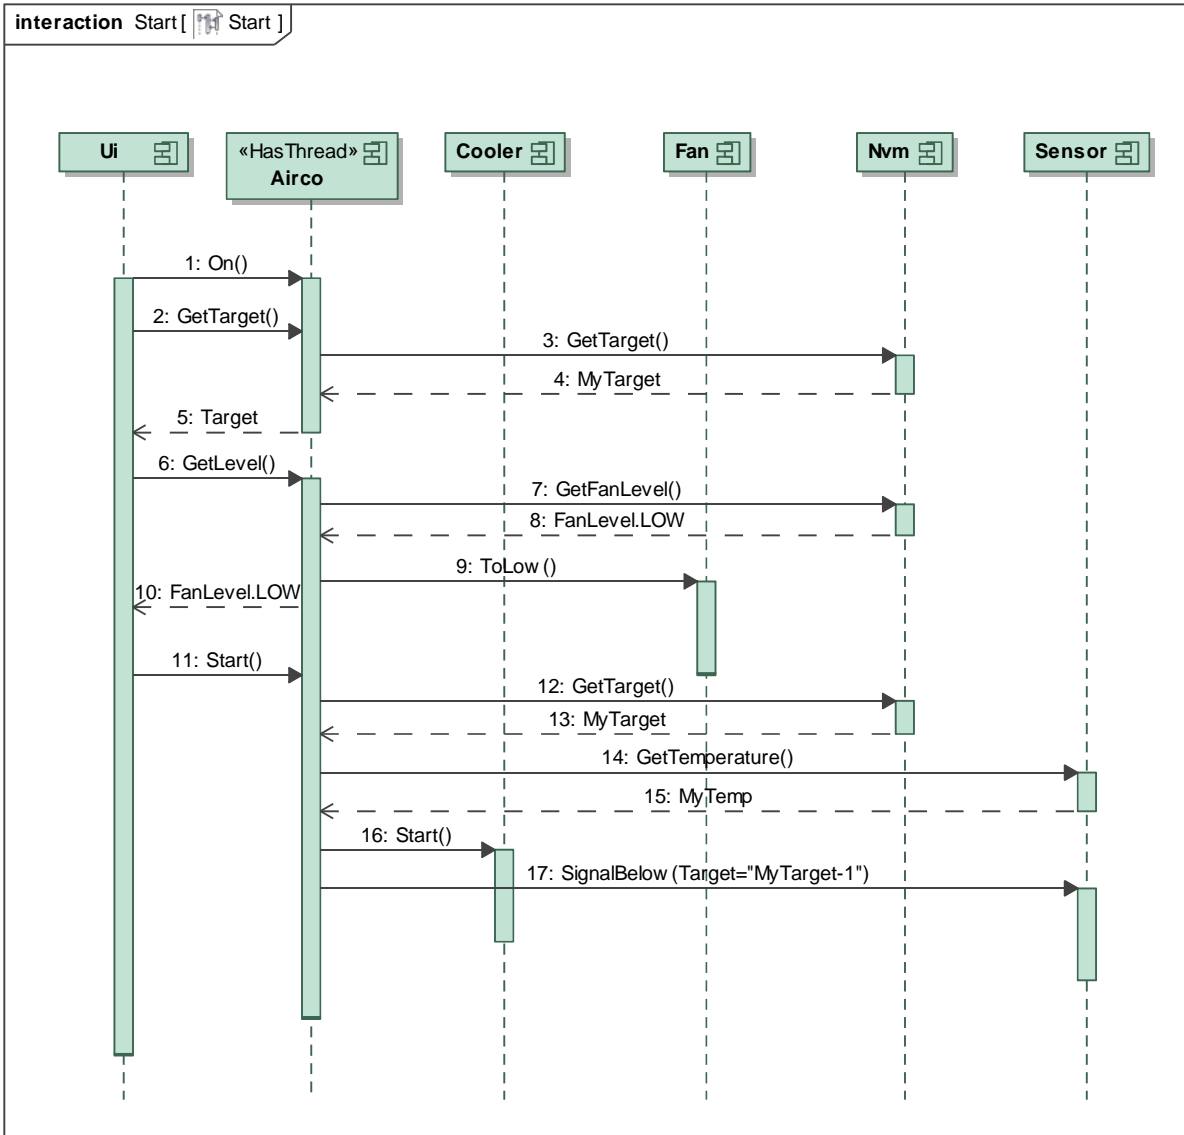 interaction Start [ Start ]
Ui
«HasThread»
Airco
Cooler
Fan
Nvm
Sensor
1: On()
2: GetTarget()
3: GetTarget()
4: MyTarget
5: Target
6: GetLevel()
7: GetFanLevel()
8: FanLevel.LOW
9: ToLow()
10: FanLevel.LOW
11: Start()
12: GetTarget()
13: MyTarget
14: GetTemperature()
15: MyTemp
16: Start()
17: SignalBelow(Target="MyTarget-1")